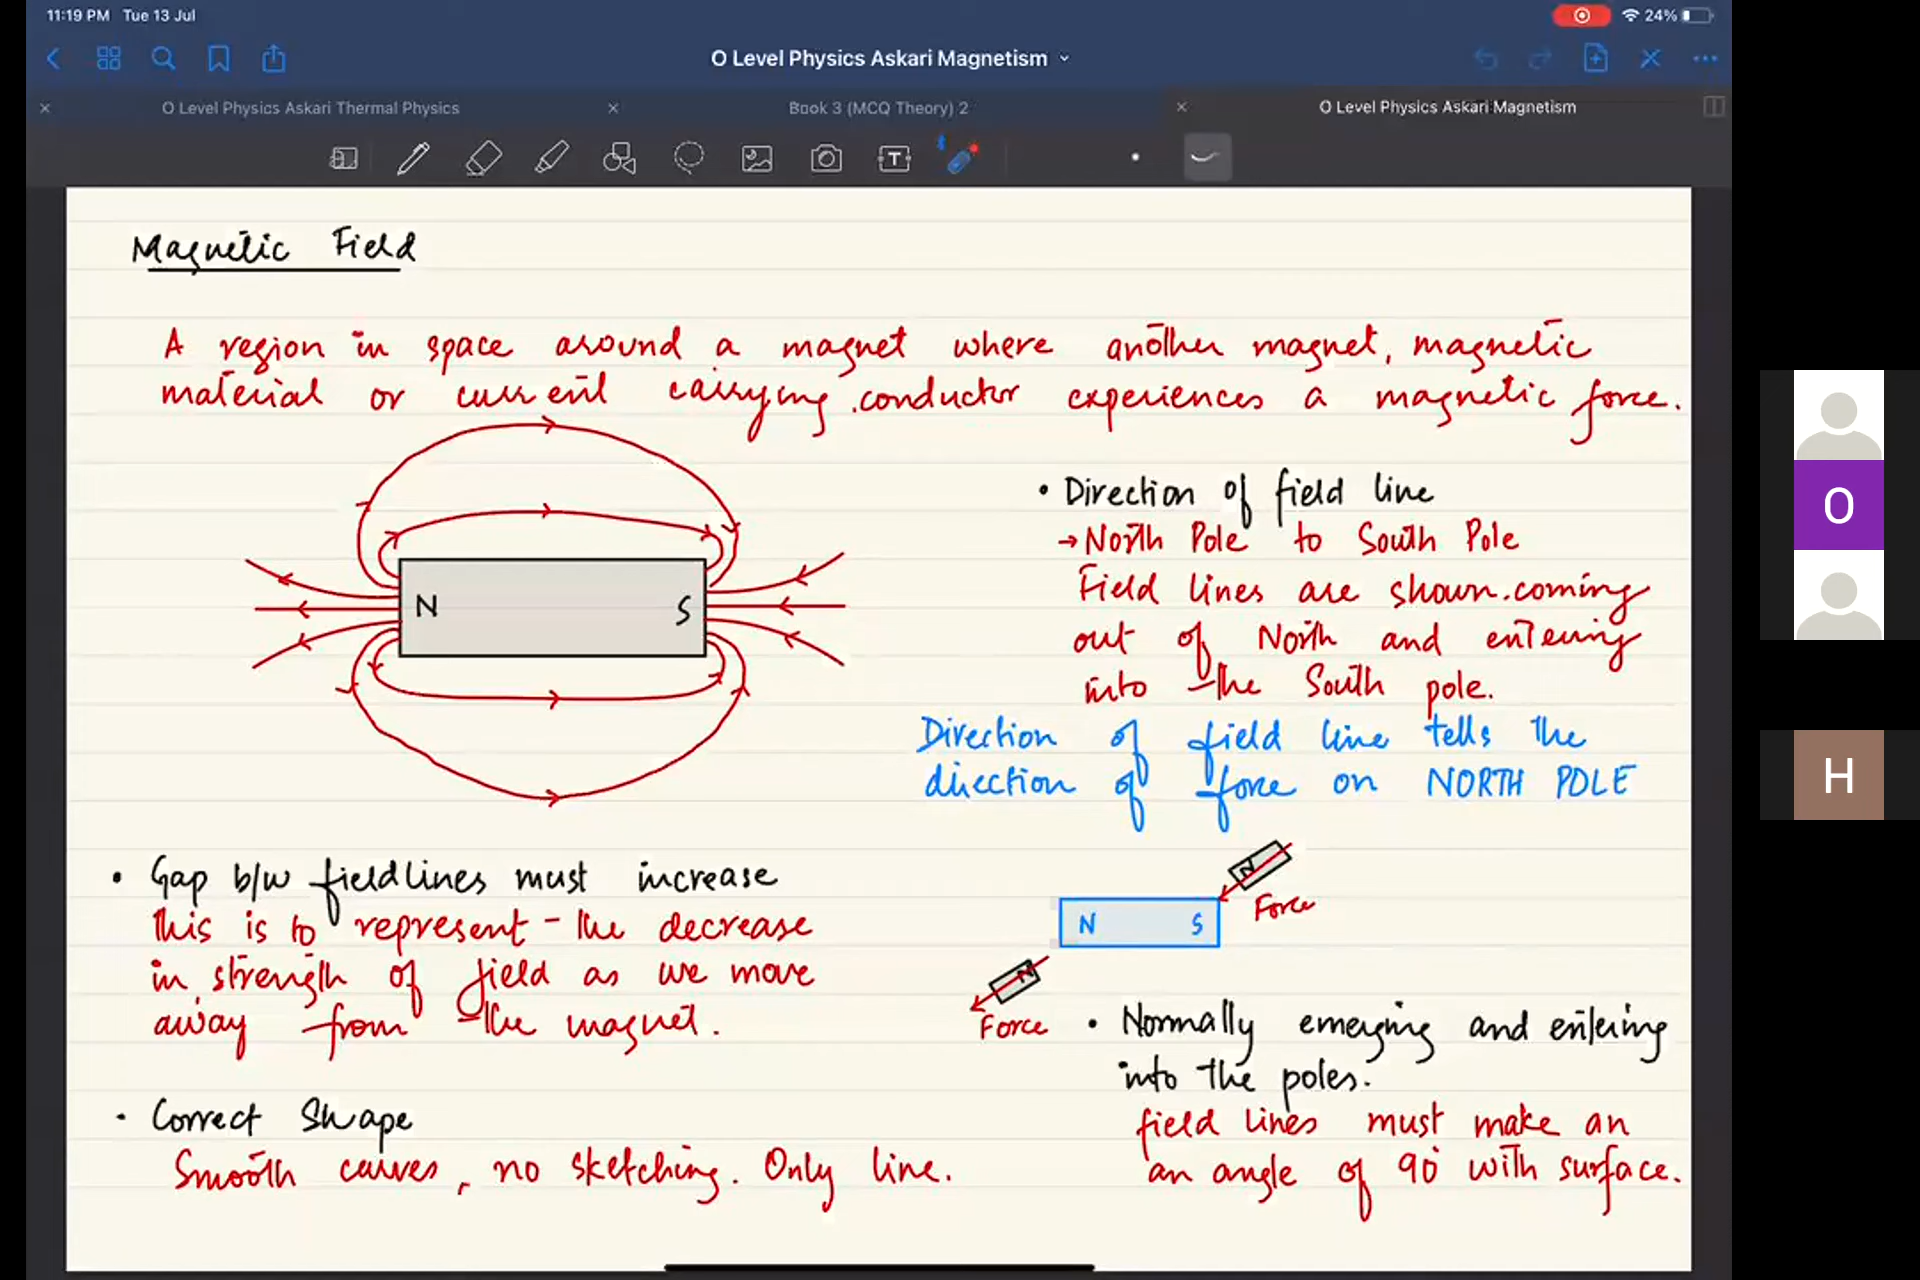 11:19 PM Tue 13 Jul
24%
O Level Physics Askari Magnetism
O Level Physics Askari Thermal Physics
Book 3 (MCQ Theory) 2
O Level Physics Askari Magnetism
T
Magnetic Field
A region in space around a magnet where another magnet, magnetic
material or current carrying conductor experiences a magnetic force.
N S
• Direction of field line
→ North Pole to South Pole
Field lines are shown coming
out of North and entering
into the South pole.
Direction of field line tells the
direction of force on NORTH POLE
• Gap b/w field lines must increase
this is to represent the decrease
in strength of field as we move
away from the magnet.
N
Force
N S
N
Force
• Normally emerging and entering
into the poles.
field lines must make an
an angle of 90° with surface.
• Correct Shape
Smooth curves, no sketching. Only line.
O
H